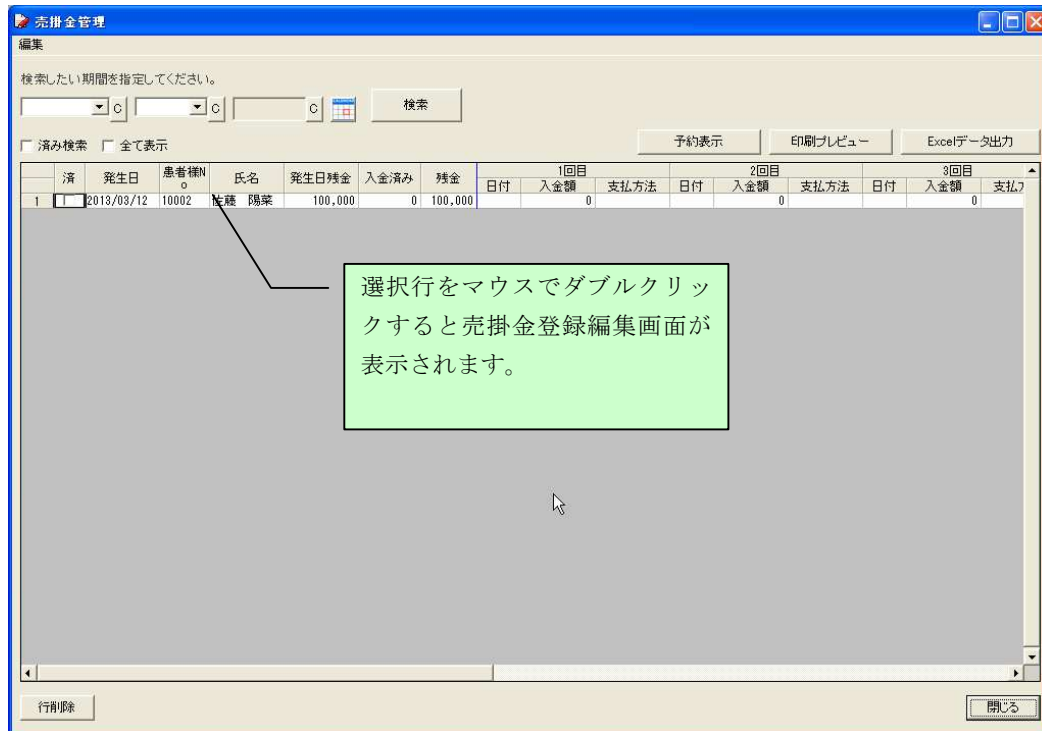 売掛金管理
編集
検索したい期間を指定してください。
C C C 検索
済み検索 全て表示 予約表示 印刷プレビュー Excelデータ出力
1回目 2回目 3回目
済 発生日 患者様No 氏名 発生日残金 入金済み 残金 日付 入金額 支払方法 日付 入金額 支払方法 日付 入金額 支払
1 2013/03/12 10002 佐藤 陽菜 100,000 0 100,000 0 0 0
選択行をマウスでダブルクリッ
クすると売掛金登録編集画面が
表示されます。
行削除 閉じる